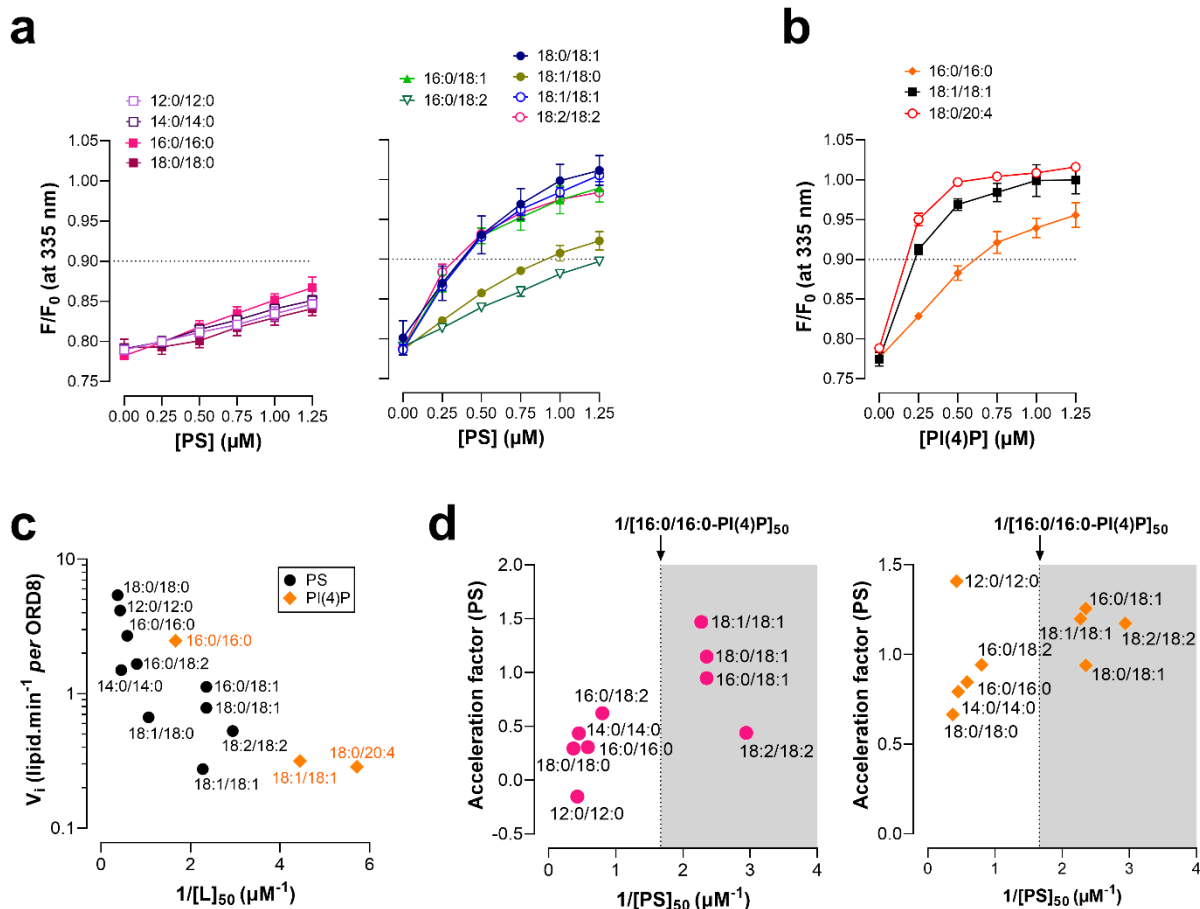 a
12:0/12:0
14:0/14:0
16:0/16:0
18:0/18:0
16:0/18:1
16:0/18:2
18:0/18:1
18:1/18:0
18:1/18:1
18:2/18:2
F/F0 (at 335 nm)
1.05
1.00
0.95
0.90
0.85
0.80
0.75
0.00 0.25 0.50 0.75 1.00 1.25
[PS] (µM)
0.00 0.25 0.50 0.75 1.00 1.25
[PS] (µM)
b
16:0/16:0
18:1/18:1
18:0/20:4
F/F0 (at 335 nm)
1.05
1.00
0.95
0.90
0.85
0.80
0.75
0.00 0.25 0.50 0.75 1.00 1.25
[PI(4)P] (µM)
c
Vi (lipid.min-1 per ORD8)
10
1
0.1
PS
PI(4)P
18:0/18:0
12:0/12:0
16:0/16:0
16:0/16:0
16:0/18:2
14:0/14:0
16:0/18:1
18:0/18:1
18:1/18:0
18:2/18:2
18:0/20:4
18:1/18:1
18:1/18:1
0 2 4 6
1/[L]50 (µM-1)
d
1/[16:0/16:0-PI(4)P]50
Acceleration factor (PS)
2.0
1.5
1.0
0.5
0.0
-0.5
18:1/18:1
18:0/18:1
16:0/18:1
16:0/18:2
14:0/14:0
16:0/16:0
18:0/18:0
18:2/18:2
12:0/12:0
0 1 2 3 4
1/[PS]50 (µM-1)
1/[16:0/16:0-PI(4)P]50
Acceleration factor (PS)
1.5
1.0
0.5
0.0
12:0/12:0
16:0/18:1
18:1/18:1
18:2/18:2
16:0/18:2
16:0/16:0
18:0/18:1
14:0/14:0
18:0/18:0
0 1 2 3 4
1/[PS]50 (µM-1)